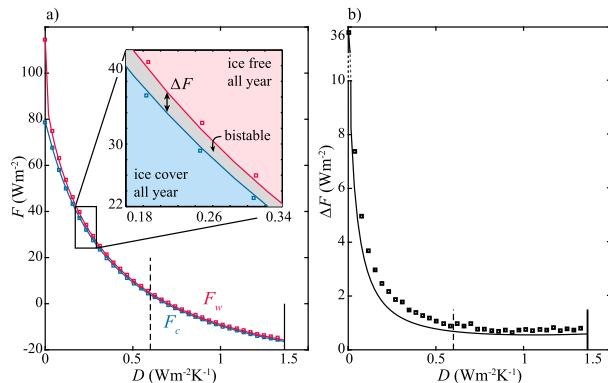 a)
100
80
60
40
20
0
-20
F (Wm⁻²)
0
0.5
1
1.5
D (Wm⁻²K⁻¹)
F_w
F_c
40
30
22
0.18
0.26
0.34
ice free
all year
ΔF
bistable
ice cover
all year
b)
36
10
8
6
4
2
0
ΔF (Wm⁻²)
0
0.5
1
1.5
D (Wm⁻²K⁻¹)